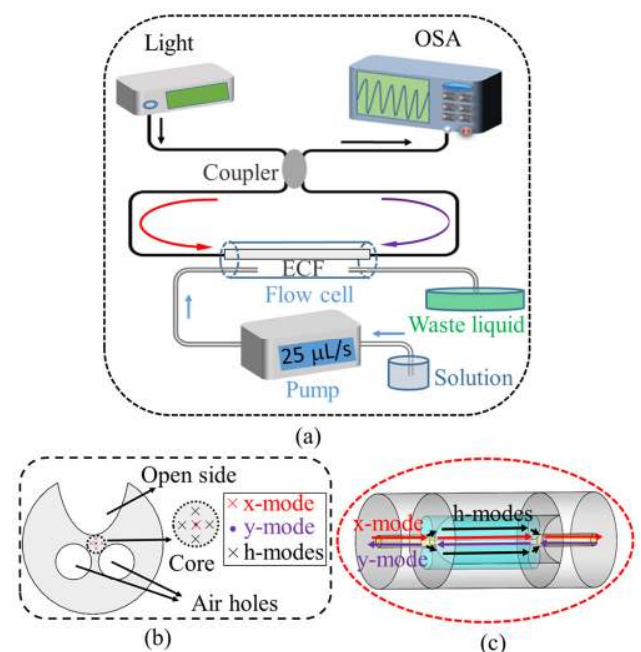 Light
OSA
Coupler
ECF
Flow cell
Waste liquid
25 μL/s
Pump
Solution
(a)
Open side
x-mode
y-mode
h-modes
Core
Air holes
(b)
h-modes
x-mode
y-mode
(c)